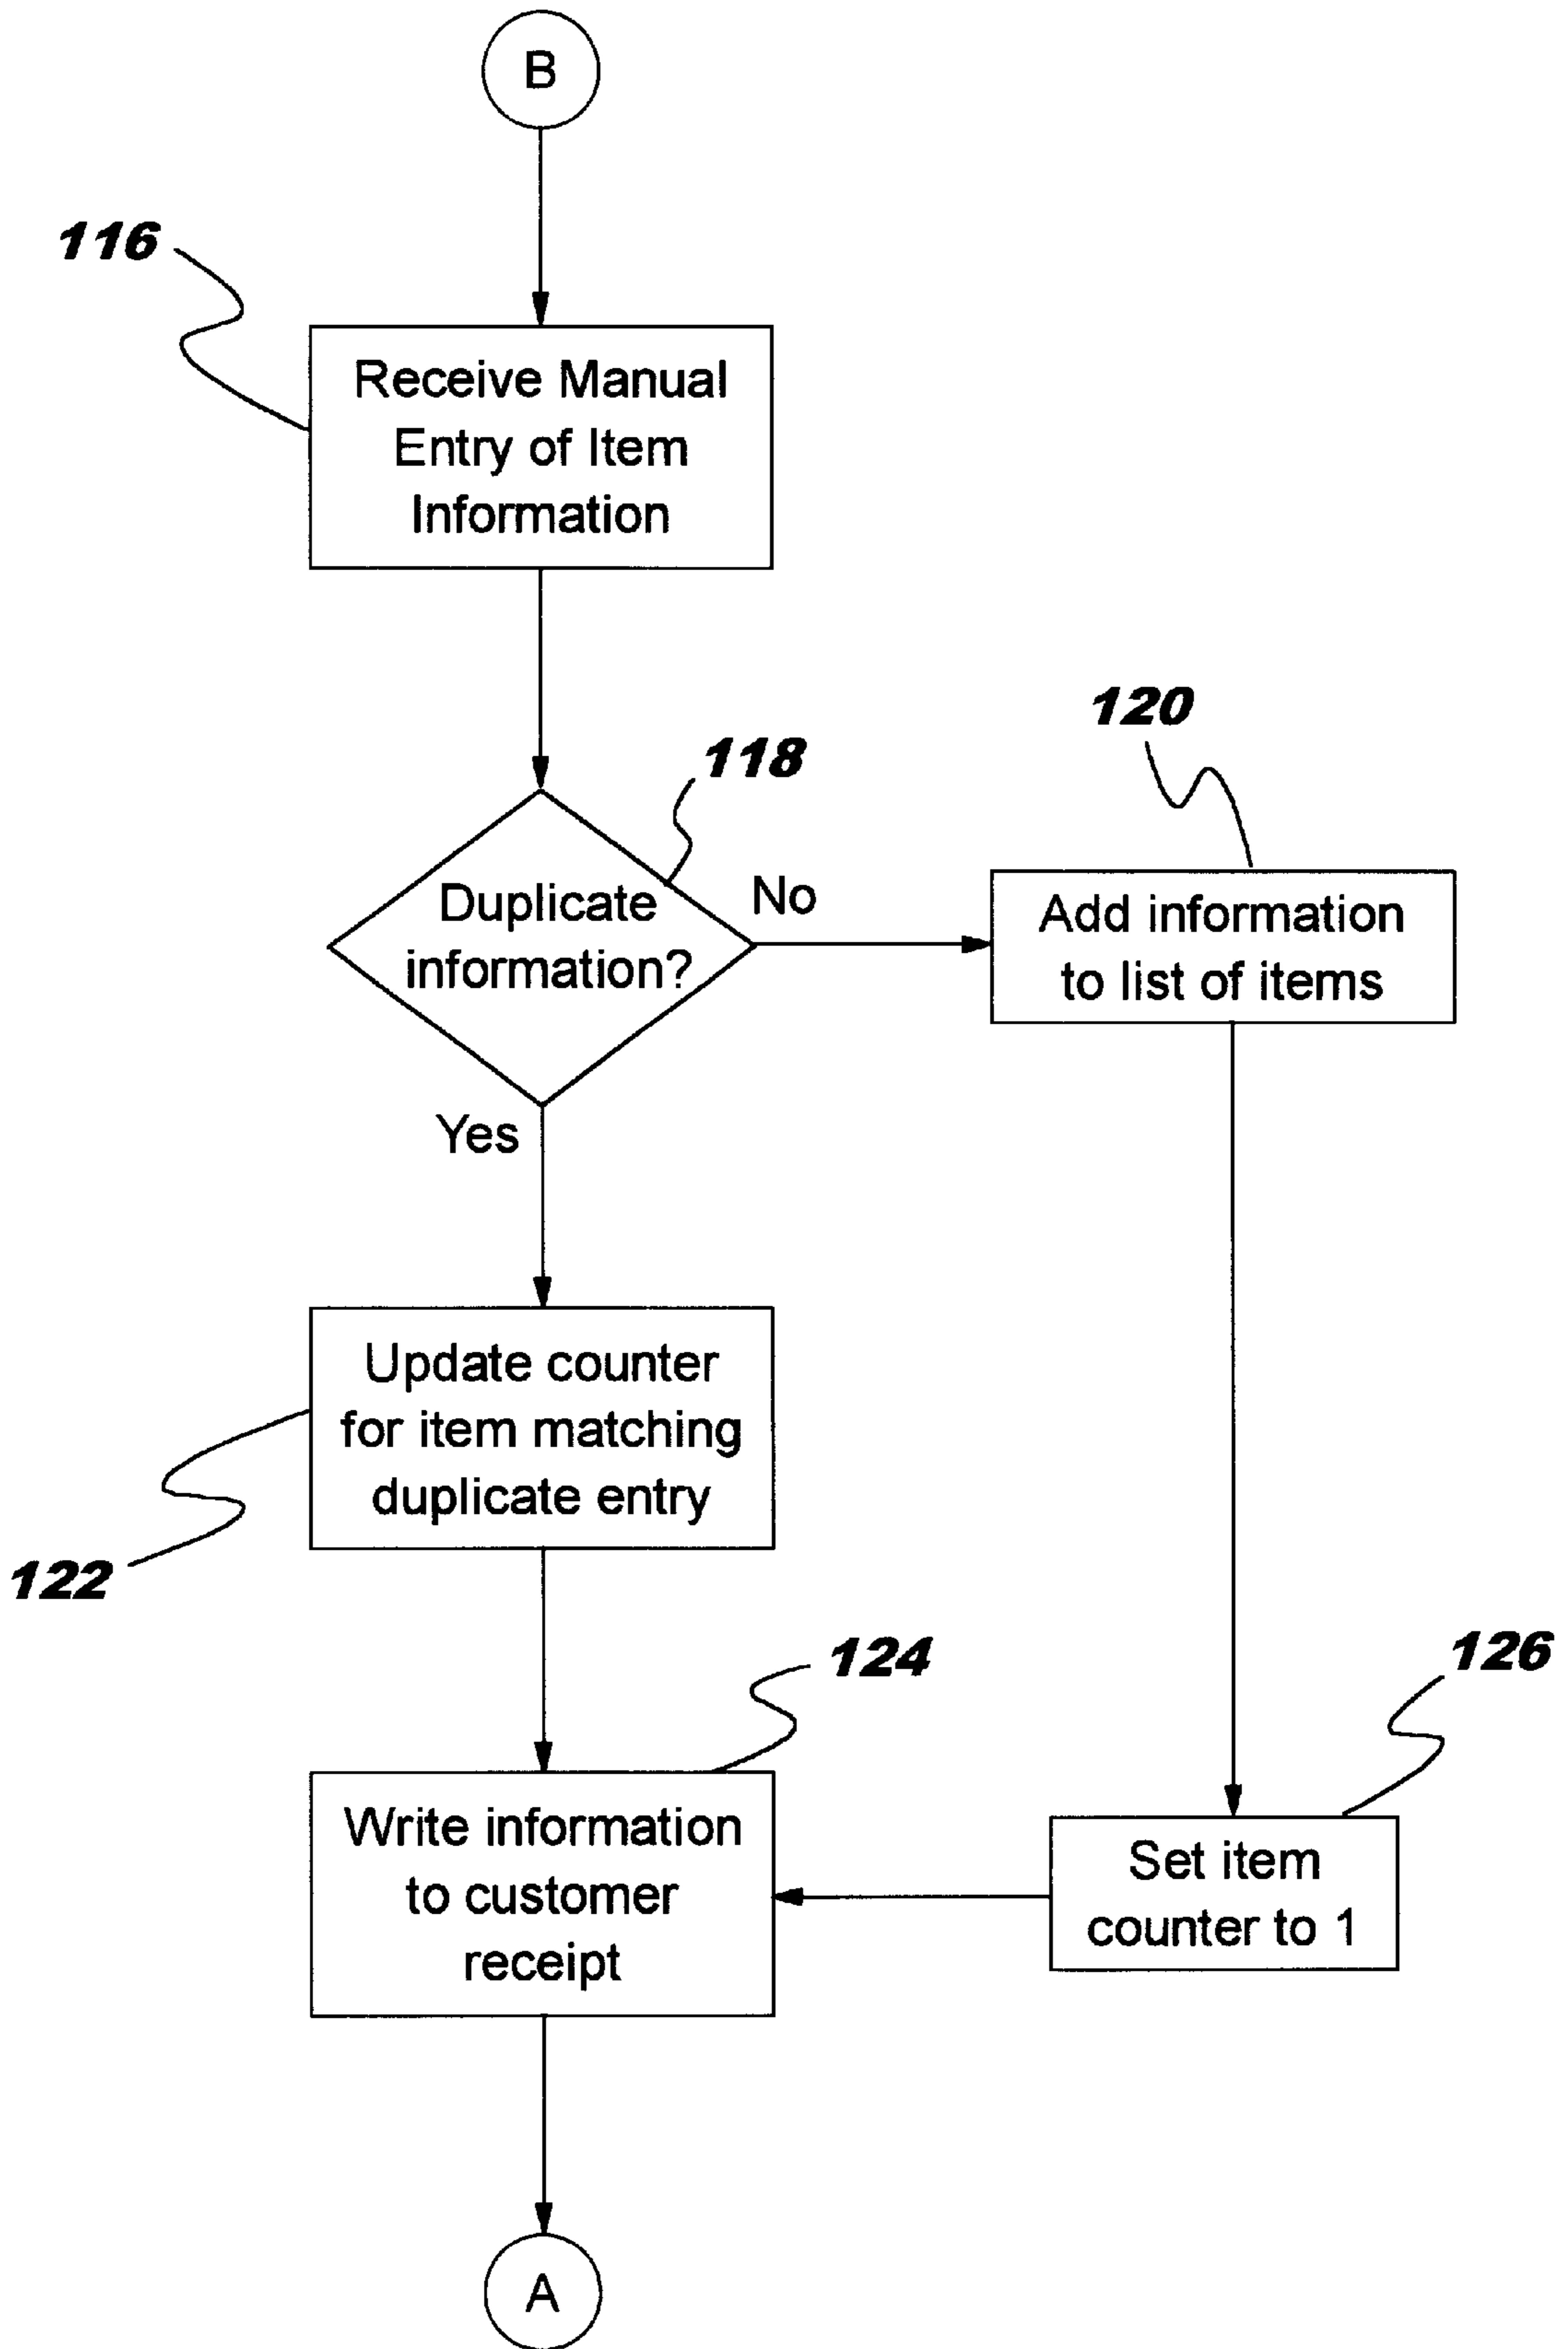 B
116
Receive Manual
Entry of Item
Information
118
120
Duplicate
information?
No
Add information
to list of items
Yes
Update counter
for item matching
duplicate entry
122
124
126
Write information
to customer
receipt
Set item
counter to 1
A